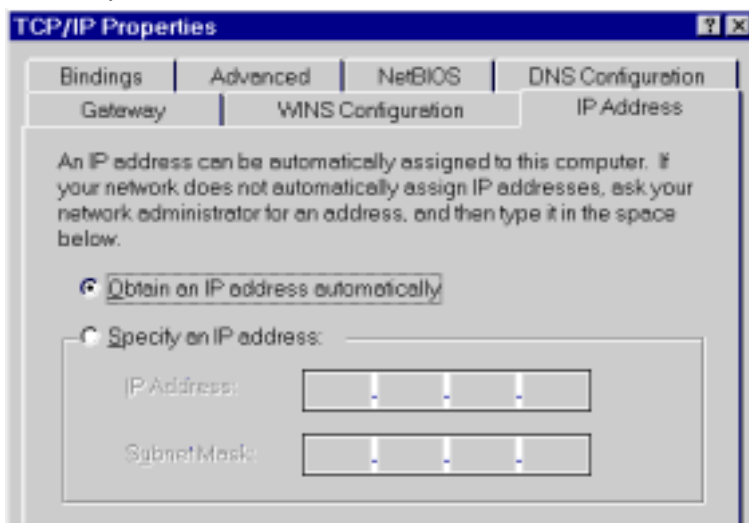 TCP/IP Properties
Bindings Advanced NetBIOS DNS Configuration
Gateway WINS Configuration IP Address
An IP address can be automatically assigned to this computer. If
your network does not automatically assign IP addresses, ask your
network administrator for an address, and then type it in the space
below.
Obtain an IP address automatically
Specify an IP address:
IP Address:
Subnet Mask: